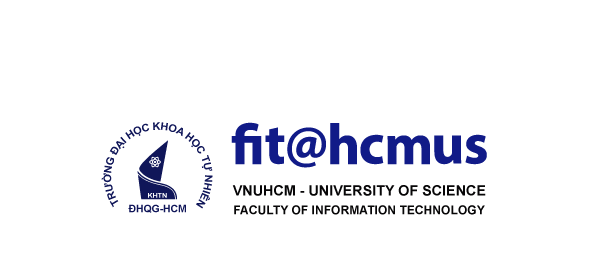 TRƯỜNG ĐẠI HỌC KHOA HỌC TỰ NHIÊN
KHTN
ĐHQG-HCM
fit@hcmus
VNUHCM - UNIVERSITY OF SCIENCE
FACULTY OF INFORMATION TECHNOLOGY